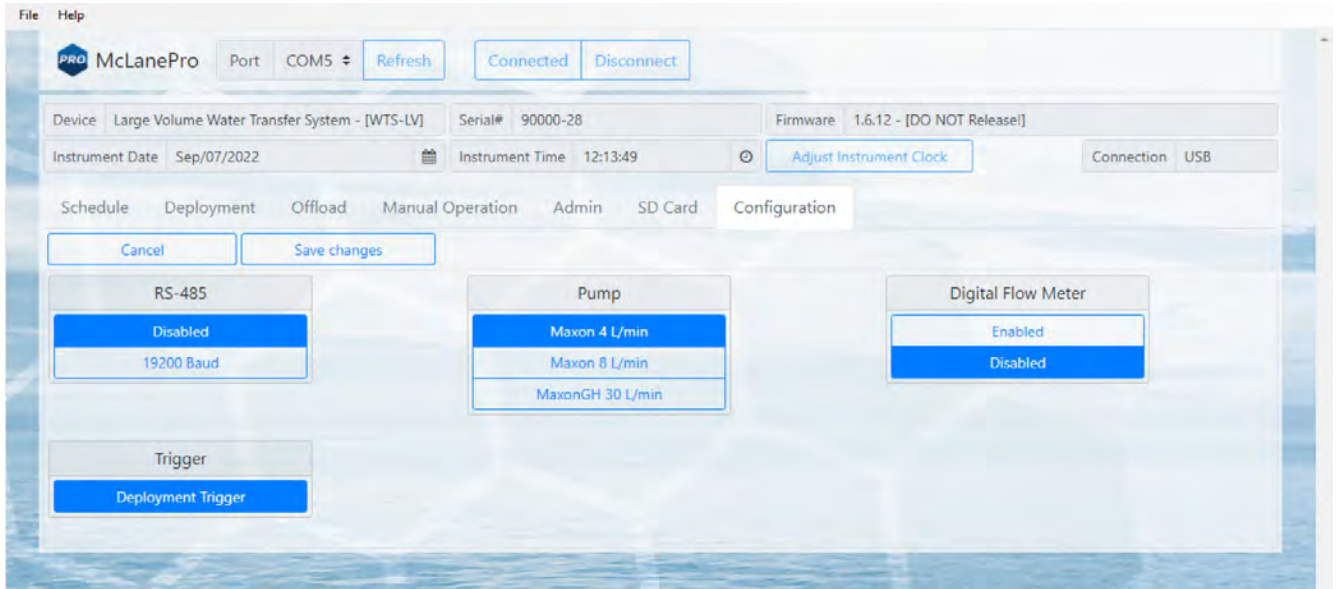 File Help
PRO McLanePro Port COM5 Refresh Connected Disconnect
Device Large Volume Water Transfer System - [WTS-LV] Serial# 90000-28 Firmware 1.6.12 - [DO NOT Release!]
Instrument Date Sep/07/2022 Instrument Time 12:13:49 Adjust Instrument Clock Connection USB
Schedule Deployment Offload Manual Operation Admin SD Card Configuration
Cancel Save changes
RS-485 Pump Digital Flow Meter
Disabled Maxon 4 L/min Enabled
19200 Baud Maxon 8 L/min Disabled
MaxonGH 30 L/min
Trigger
Deployment Trigger